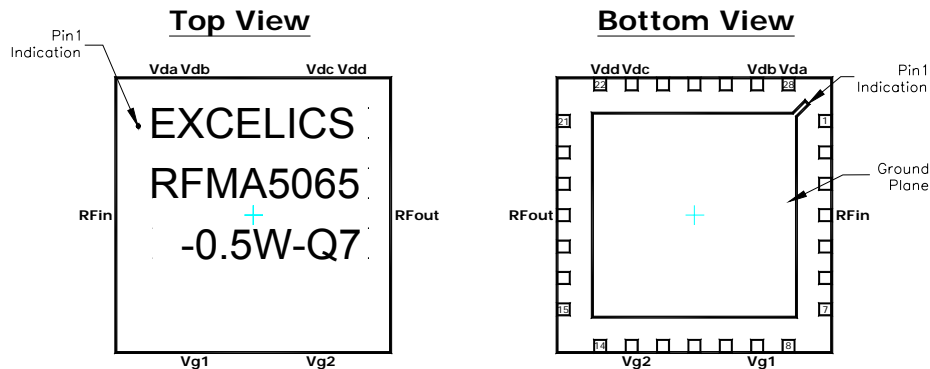 Top View
Pin1
Indication
Vda Vdb
Vdc Vdd
EXCELICS
RFMA5065
-0.5W-Q7
RFin
RFout
Vg1
Vg2
Bottom View
Vdd Vdc
Vdb Vda
Pin1
Indication
22
28
21
1
Ground
Plane
RFout
RFin
15
7
14
8
Vg2
Vg1